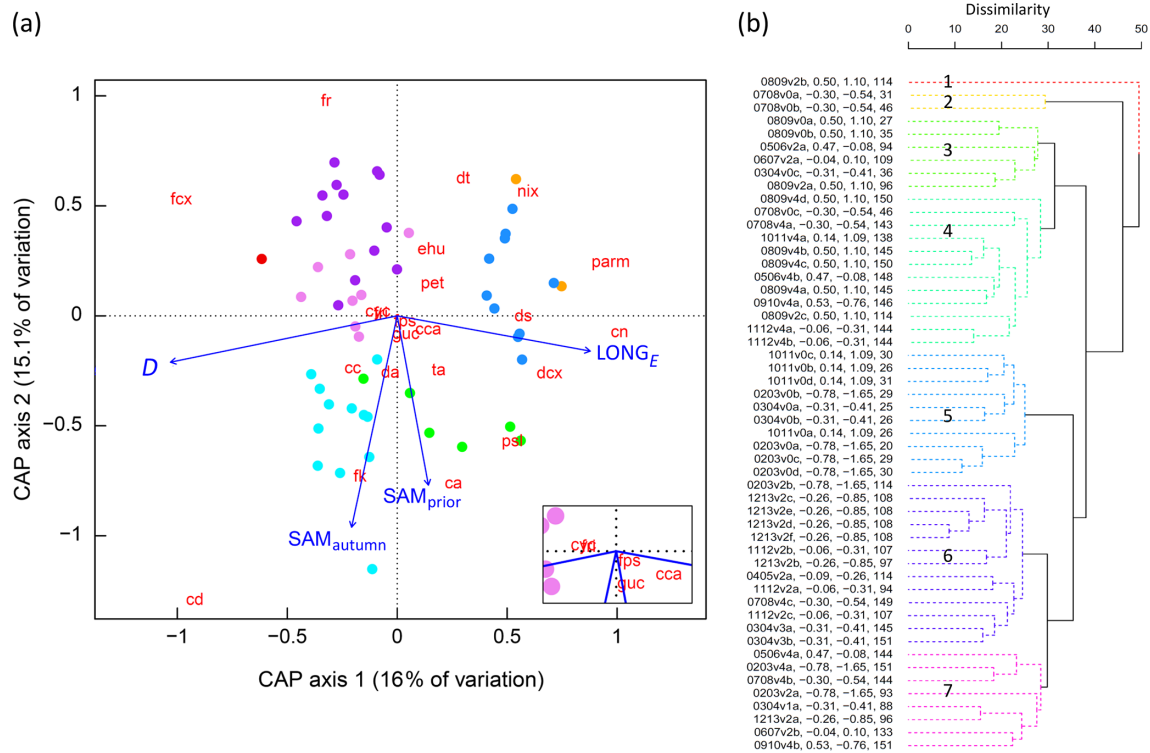 (a)
fr
fcx
dt
nix
ehu
parm
pet
ps
cca
guc
ds
cn
D
LONG_E
cc
da
ta
dcx
psl
fk
ca
SAM_prior
SAM_autumn
cd
fps
guc
cca
1
0.5
0
−0.5
−1
−1
−0.5
0
0.5
1
CAP axis 2 (15.1% of variation)
CAP axis 1 (16% of variation)
(b)
Dissimilarity
0 10 20 30 40 50
0809v2b, 0.50, 1.10, 114
0708v0a, −0.30, −0.54, 31
0708v0b, −0.30, −0.54, 46
0809v0a, 0.50, 1.10, 27
0809v0b, 0.50, 1.10, 35
0506v2a, 0.47, −0.08, 94
0607v2a, −0.04, 0.10, 109
0304v0c, −0.31, −0.41, 36
0809v2a, 0.50, 1.10, 96
0809v4d, 0.50, 1.10, 150
0708v0c, −0.30, −0.54, 46
0708v4a, −0.30, −0.54, 143
1011v4a, 0.14, 1.09, 138
0809v4b, 0.50, 1.10, 145
0809v4c, 0.50, 1.10, 150
0506v4b, 0.47, −0.08, 148
0809v4a, 0.50, 1.10, 145
0910v4a, 0.53, −0.76, 146
0809v2c, 0.50, 1.10, 114
1112v4a, −0.06, −0.31, 144
1112v4b, −0.06, −0.31, 144
1011v0c, 0.14, 1.09, 30
1011v0b, 0.14, 1.09, 26
1011v0d, 0.14, 1.09, 31
0203v0b, −0.78, −1.65, 29
0304v0a, −0.31, −0.41, 25
0304v0b, −0.31, −0.41, 26
1011v0a, 0.14, 1.09, 26
0203v0a, −0.78, −1.65, 20
0203v0c, −0.78, −1.65, 29
0203v0d, −0.78, −1.65, 30
0203v2b, −0.78, −1.65, 114
1213v2c, −0.26, −0.85, 108
1213v2e, −0.26, −0.85, 108
1213v2d, −0.26, −0.85, 108
1213v2f, −0.26, −0.85, 108
1112v2b, −0.06, −0.31, 107
1213v2b, −0.26, −0.85, 97
0405v2a, −0.09, −0.26, 114
1112v2a, −0.06, −0.31, 94
0708v4c, −0.30, −0.54, 149
1112v2c, −0.06, −0.31, 107
0304v3a, −0.31, −0.41, 145
0304v3b, −0.31, −0.41, 151
0506v4a, 0.47, −0.08, 144
0203v4a, −0.78, −1.65, 151
0708v4b, −0.30, −0.54, 144
0203v2a, −0.78, −1.65, 93
0304v1a, −0.31, −0.41, 88
1213v2a, −0.26, −0.85, 96
0607v2b, −0.04, 0.10, 133
0910v4b, 0.53, −0.76, 151
1
2
3
4
5
6
7